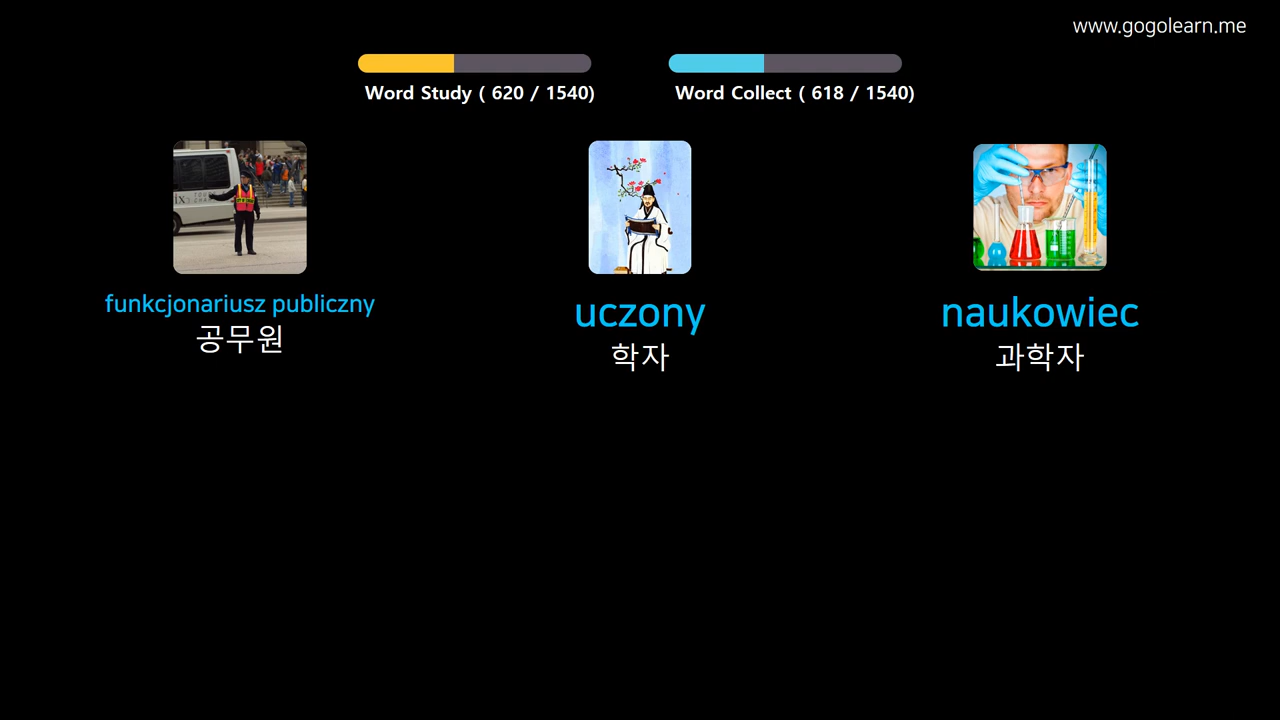 www.gogolearn.me
Word Study ( 620 / 1540)
Word Collect ( 618 / 1540)
funkcjonariusz publiczny
공무원
uczony
학자
naukowiec
과학자